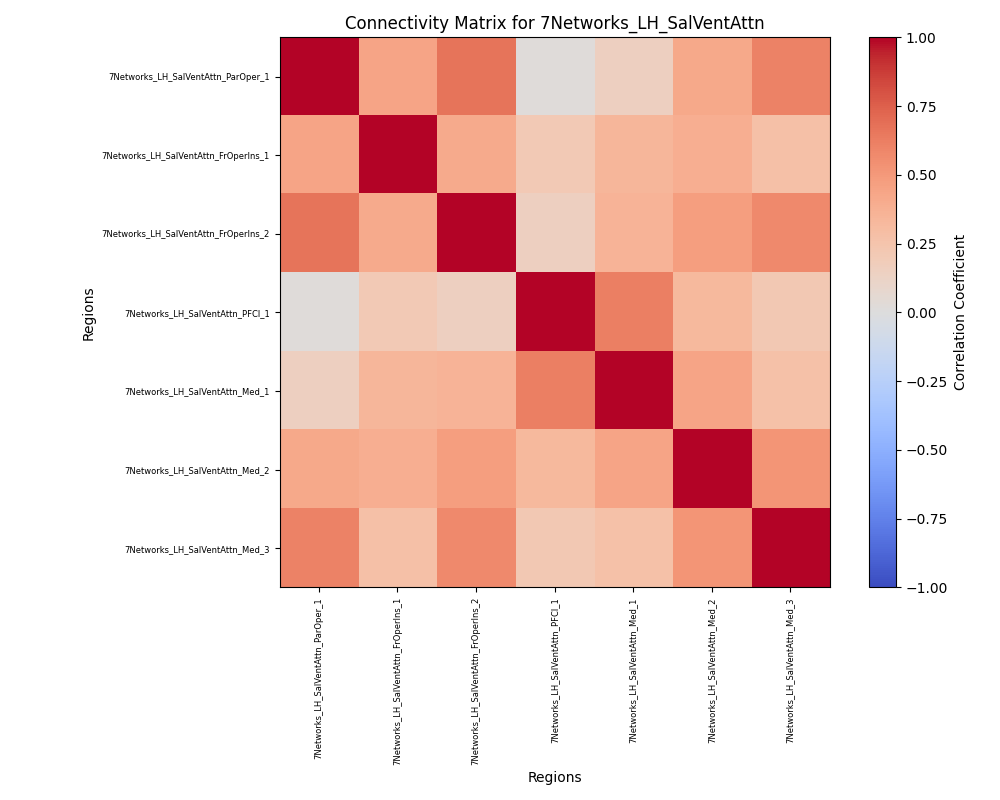 Connectivity Matrix for 7Networks_LH_SalVentAttn
7Networks_LH_SalVentAttn_ParOper_1
7Networks_LH_SalVentAttn_FrOperIns_1
7Networks_LH_SalVentAttn_FrOperIns_2
7Networks_LH_SalVentAttn_PFCl_1
7Networks_LH_SalVentAttn_Med_1
7Networks_LH_SalVentAttn_Med_2
7Networks_LH_SalVentAttn_Med_3
Regions
7Networks_LH_SalVentAttn_ParOper_1
7Networks_LH_SalVentAttn_FrOperIns_1
7Networks_LH_SalVentAttn_FrOperIns_2
7Networks_LH_SalVentAttn_PFCl_1
7Networks_LH_SalVentAttn_Med_1
7Networks_LH_SalVentAttn_Med_2
7Networks_LH_SalVentAttn_Med_3
Regions
1.00
0.75
0.50
0.25
0.00
−0.25
−0.50
−0.75
−1.00
Correlation Coefficient